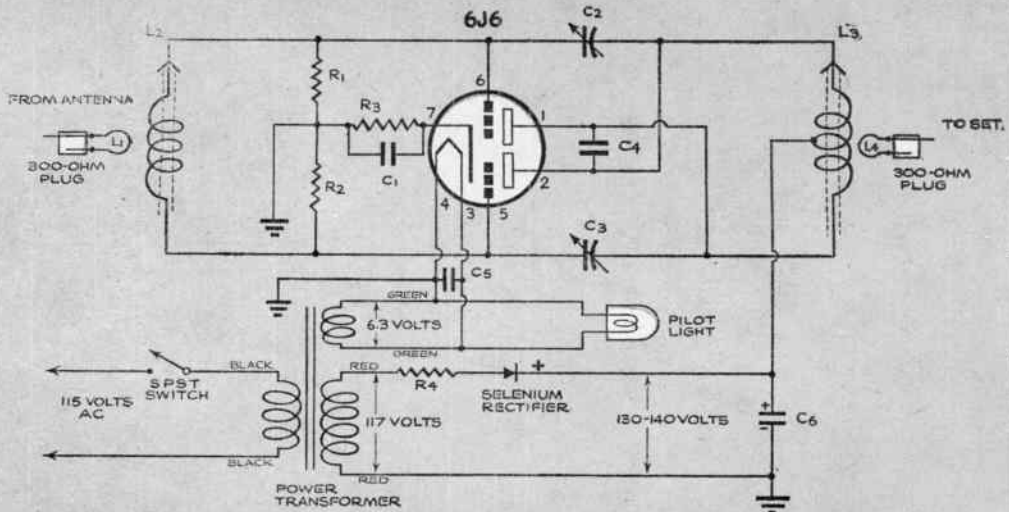 6J6
L2
C2
L3
R1
6
FROM ANTENNA
R3
7
1
TO SET.
L1
C4
L4
300-OHM
PLUG
300-OHM
PLUG
R2
C1
2
4
3
5
C3
C5
GREEN
6.3 VOLTS
PILOT
LIGHT
GREEN
BLACK
RED
R4
+
SPST
SWITCH
SELENIUM
RECTIFIER
115 VOLTS
AC
117 VOLTS
130-140 VOLTS
+
-
C6
BLACK
RED
POWER
TRANSFORMER